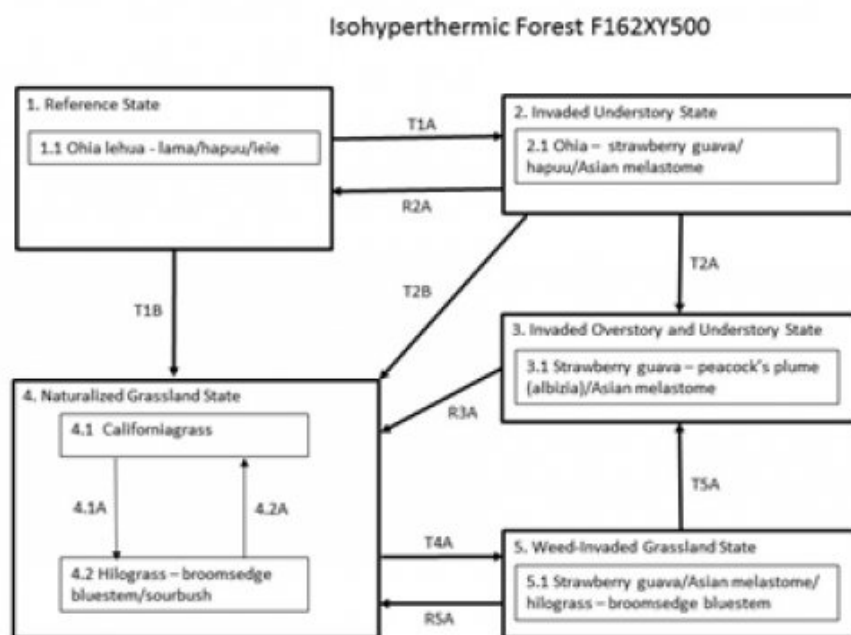 Isohyperthermic Forest F162XY500
1. Reference State
1.1 Ohia lehua - lama/hapuu/ieie
T1A
R2A
2. Invaded Understory State
2.1 Ohia – strawberry guava/
hapuu/Asian melastome
T1B
T2B
T2A
3. Invaded Overstory and Understory State
3.1 Strawberry guava – peacock's plume
(albizia)/Asian melastome
R3A
4. Naturalized Grassland State
4.1 Californiagrass
4.1A
4.2A
4.2 Hilograss – broomsedge
bluestem/sourbush
T4A
R5A
T5A
5. Weed-Invaded Grassland State
5.1 Strawberry guava/Asian melastome/
hilograss – broomsedge bluestem